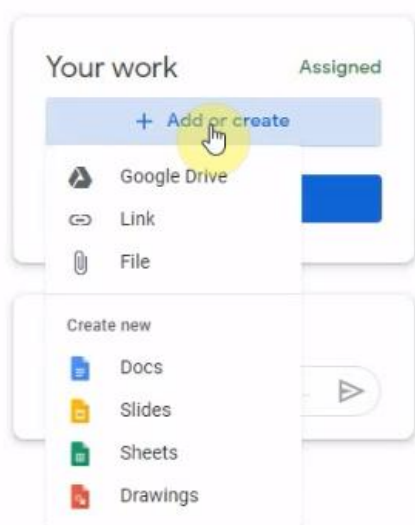 Your work
Assigned
+ Add or create
Google Drive
Link
File
Create new
Docs
Slides
Sheets
Drawings